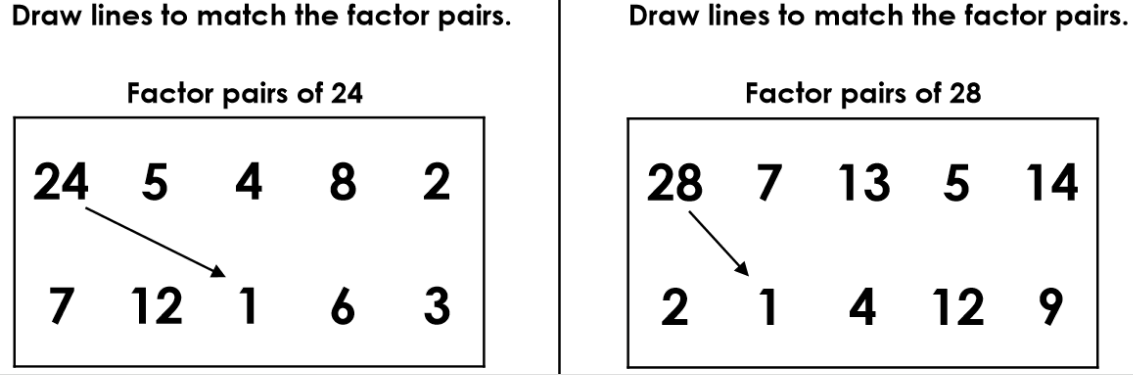 Draw lines to match the factor pairs.
Factor pairs of 24
24 5 4 8 2
7 12 1 6 3
Draw lines to match the factor pairs.
Factor pairs of 28
28 7 13 5 14
2 1 4 12 9